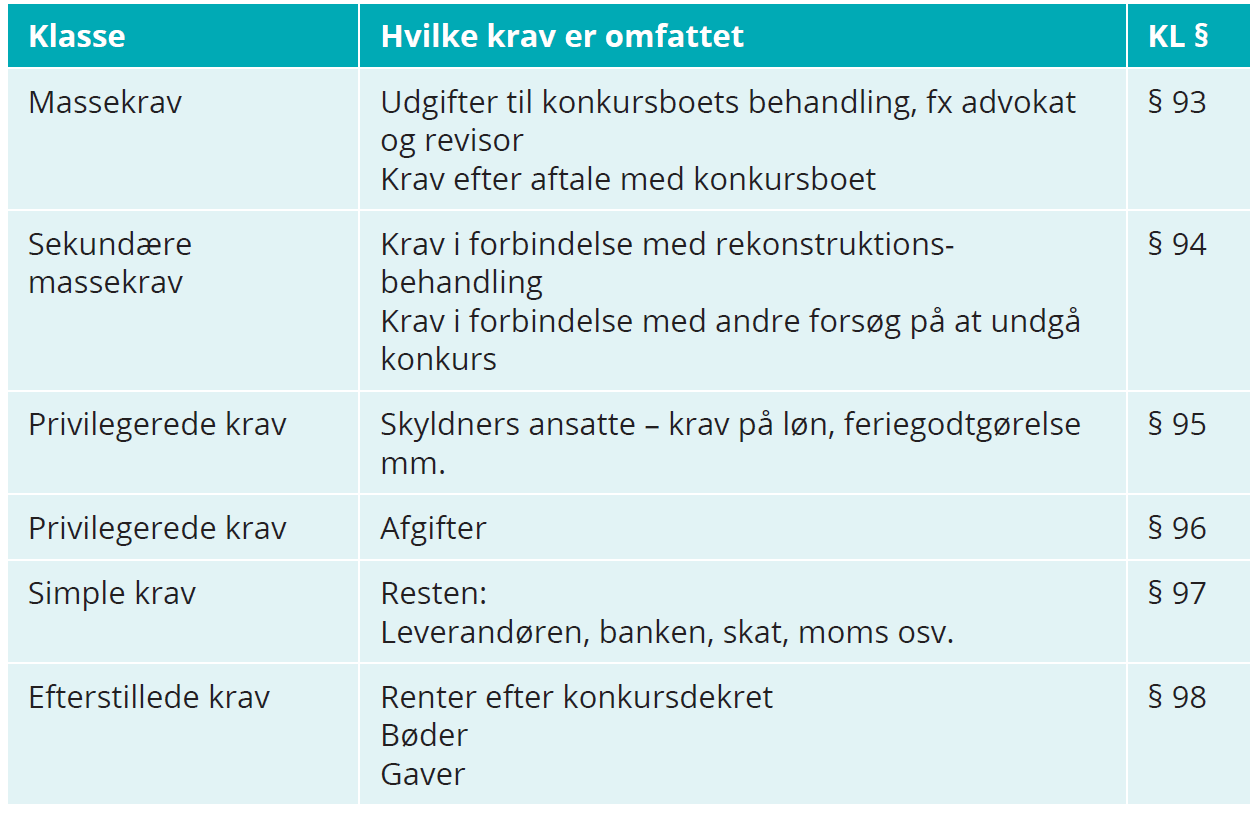 Klasse Hvilke krav er omfattet KL §
Massekrav Udgifter til konkursboets behandling, fx advokat § 93
og revisor
Krav efter aftale med konkursboet
Sekundære Krav i forbindelse med rekonstruktions- § 94
massekrav behandling
Krav i forbindelse med andre forsøg på at undgå
konkurs
Privilegerede krav Skyldners ansatte – krav på løn, feriegodtgørelse § 95
mm.
Privilegerede krav Afgifter § 96
Simple krav Resten: § 97
Leverandøren, banken, skat, moms osv.
Efterstillede krav Renter efter konkursdekret § 98
Bøder
Gaver